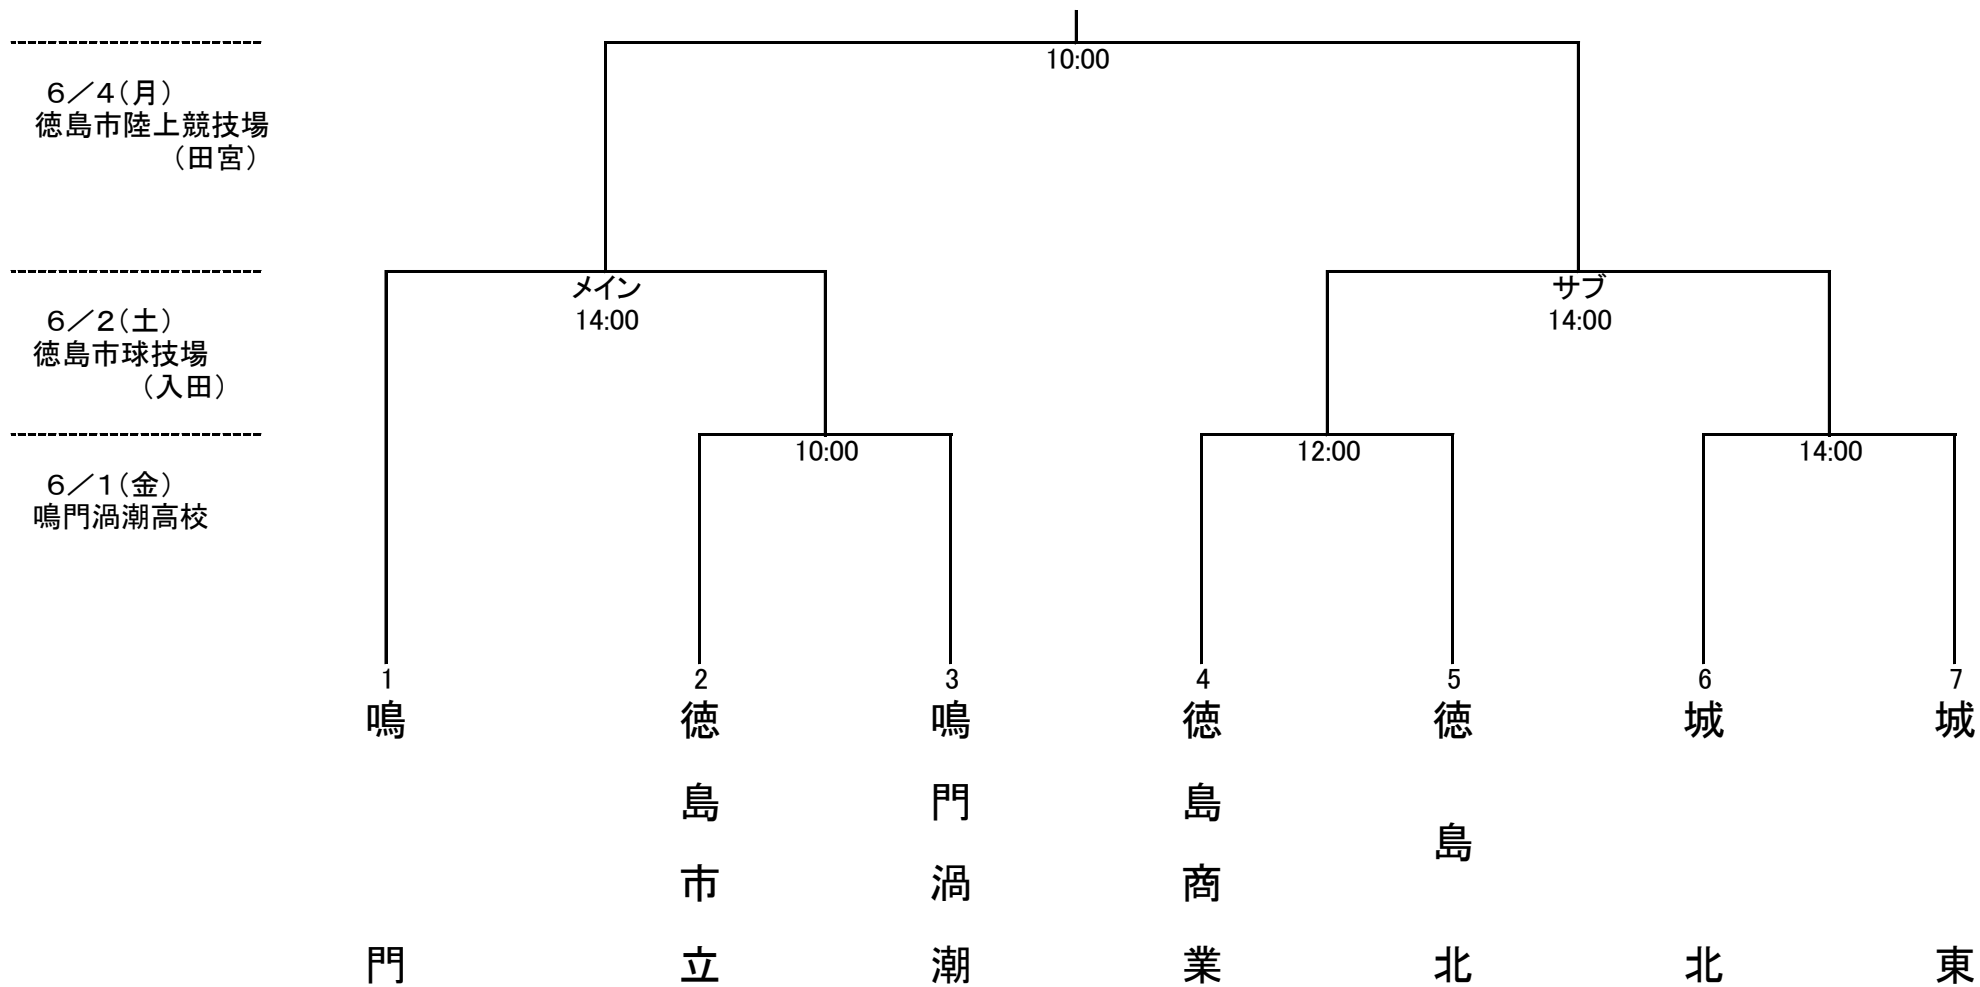 10:00
6／4（月）
徳島市陸上競技場
（田宮）
メイン
14:00
サブ
14:00
6／2（土）
徳島市球技場
（入田）
10:00
12:00
14:00
6／1（金）
鳴門渦潮高校
1
鳴門
2
徳島市立
3
鳴門渦潮
4
徳島商業
5
徳島北
6
城北
7
城東